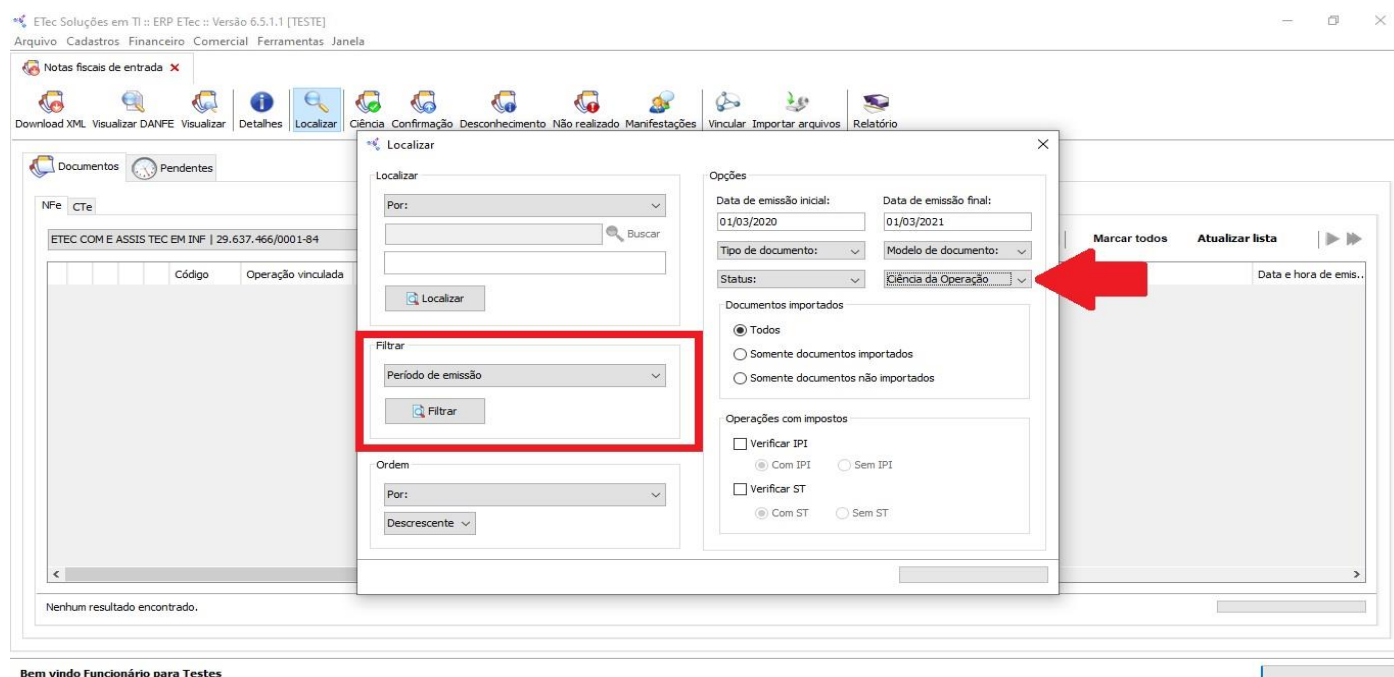 ETec Soluções em TI :: ERP ETec :: Versão 6.5.1.1 [TESTE]
Arquivo Cadastros Financeiro Comercial Ferramentas Janela
Notas fiscais de entrada
Download XML Visualizar DANFE Visualizar Detalhes Localizar Ciência Confirmação Desconhecimento Não realizado Manifestações Vincular Importar arquivos Relatório
Documentos Pendentes
NFe CTe
ETEC COM E ASSIS TEC EM INF | 29.637.466/0001-84
Marcar todos Atualizar lista
Código Operação vinculada
Data e hora de emis..
Localizar
Localizar
Por:
Buscar
Localizar
Filtrar
Período de emissão
Filtrar
Ordem
Por:
Descrescente
Opções
Data de emissão inicial: Data de emissão final:
01/03/2020 01/03/2021
Tipo de documento: Modelo de documento:
Status: Ciência da Operação
Documentos importados
Todos
Somente documentos importados
Somente documentos não importados
Operações com impostos
Verificar IPI
Com IPI Sem IPI
Verificar ST
Com ST Sem ST
Nenhum resultado encontrado.
Bem vindo Funcionário para Testes